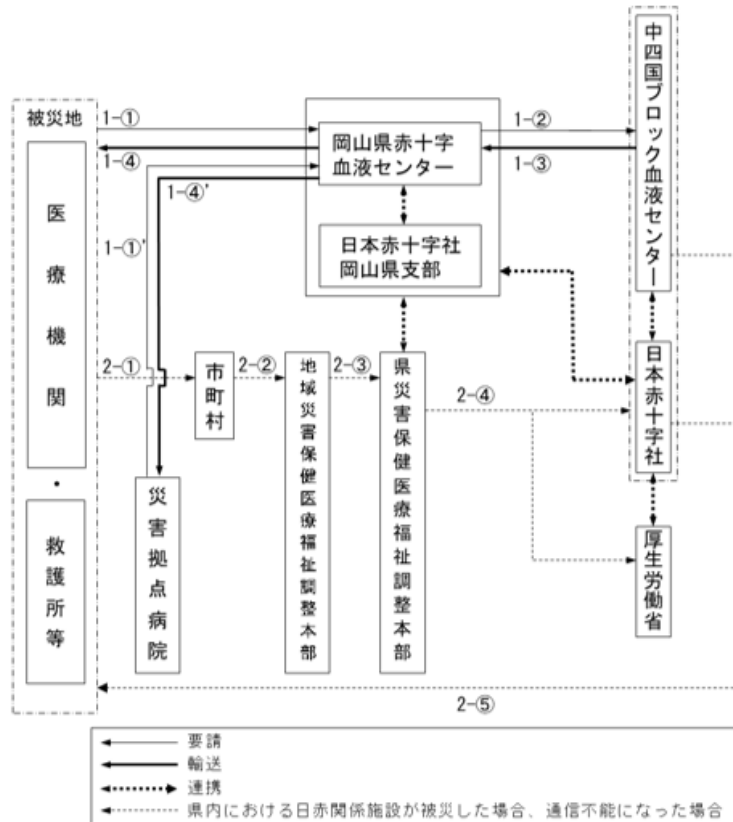 中四国ブロック血液センター
被災地
1-①
1-②
岡山県赤十字
血液センター
1-④
1-③
1-④’
医療機関
日本赤十字社
岡山県支部
1-①’
2-①
市町村
2-②
地域災害保健医療福祉調整本部
2-③
県災害保健医療福祉調整本部
2-④
日本赤十字社
・
災害拠点病院
救護所等
厚生労働省
2-⑤
要請
輸送
連携
県内における日赤関係施設が被災した場合、通信不能になった場合